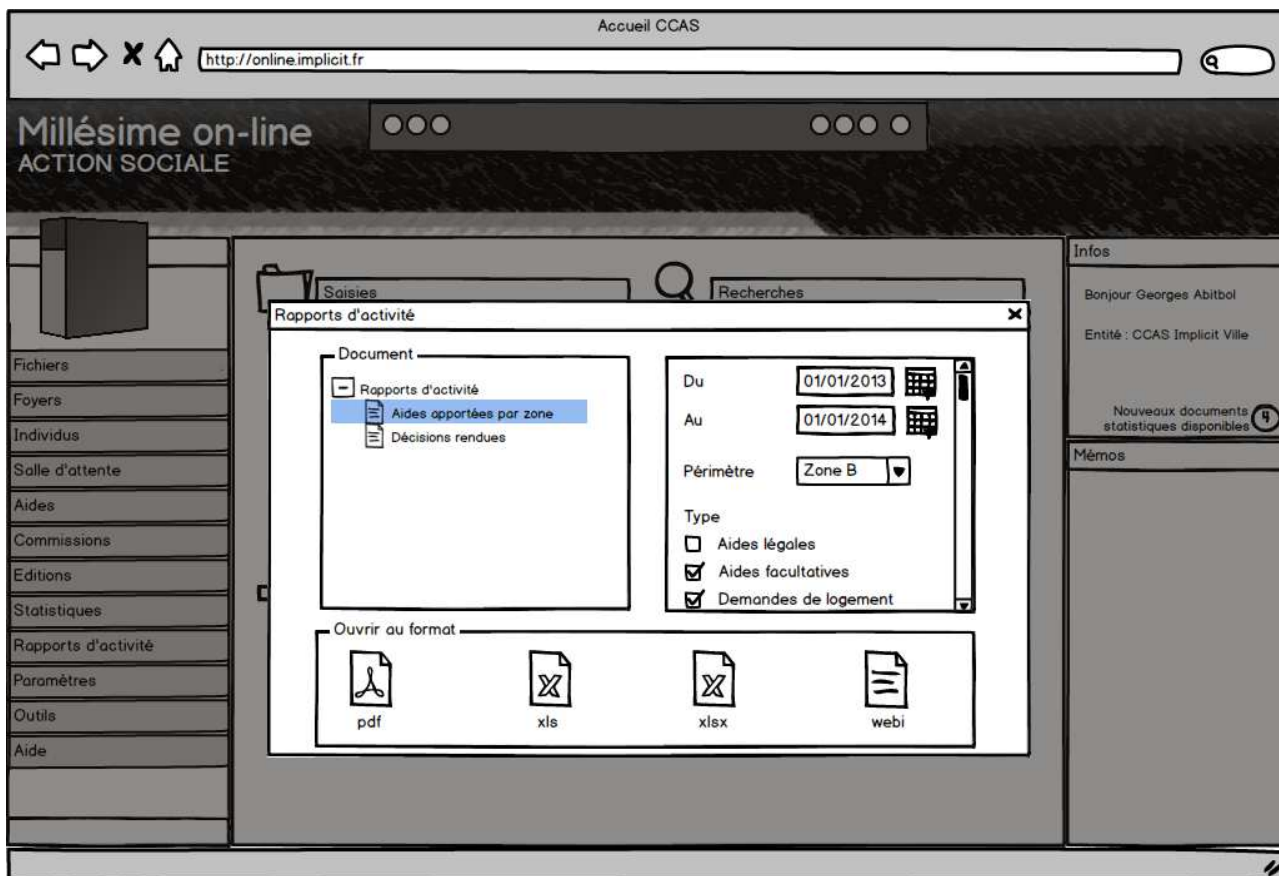 Accueil CCAS
http://online.implicit.fr
Millésime on-line
ACTION SOCIALE
Fichiers
Foyers
Individus
Salle d'attente
Aides
Commissions
Editions
Statistiques
Rapports d'activité
Paramètres
Outils
Aide
Saisies
Recherches
Rapports d'activité
Document
Rapports d'activité
Aides apportées par zone
Décisions rendues
Du 01/01/2013
Au 01/01/2014
Périmètre Zone B
Type
Aides légales
Aides facultatives
Demandes de logement
Ouvrir au format
pdf xls xlsx webi
Infos
Bonjour Georges Abitbol
Entité : CCAS Implicit Ville
Nouveaux documents
statistiques disponibles 4
Mémos